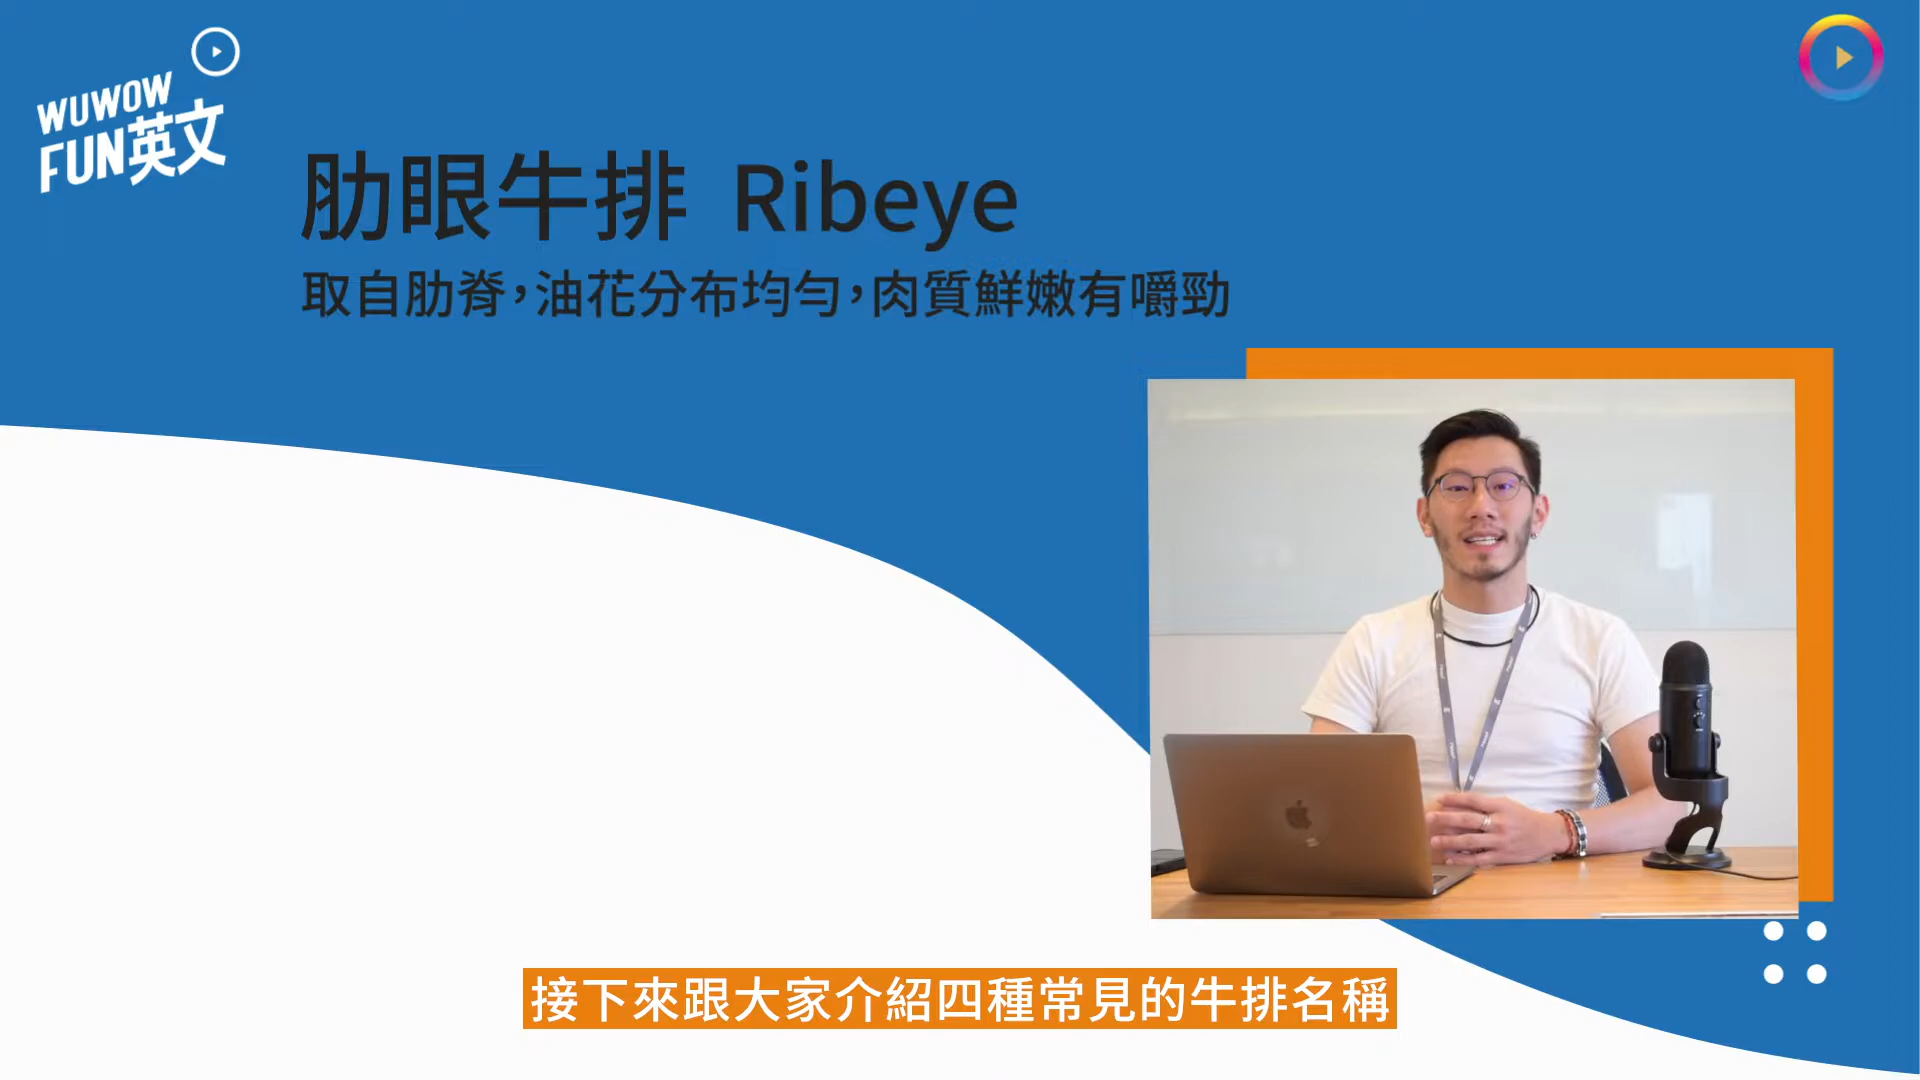 WUWOW
FUN英文
肋眼牛排 Ribeye
取自肋脊,油花分布均勻,肉質鮮嫩有嚼勁
接下來跟大家介紹四種常見的牛排名稱